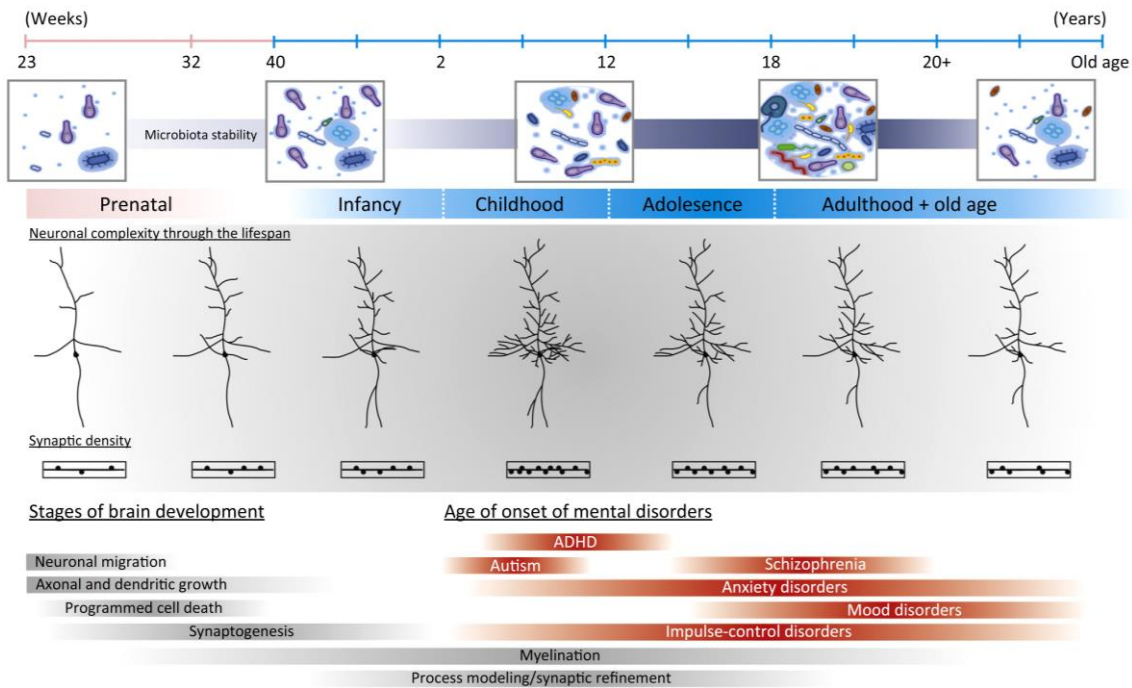 (Weeks) (Years)
23 32 40 2 12 18 20+ Old age
Microbiota stability
Prenatal Infancy Childhood Adolesence Adulthood + old age
Neuronal complexity through the lifespan
Synaptic density
Stages of brain development
Age of onset of mental disorders
ADHD
Neuronal migration Autism Schizophrenia
Axonal and dendritic growth Anxiety disorders
Programmed cell death Mood disorders
Synaptogenesis Impulse-control disorders
Myelination
Process modeling/synaptic refinement